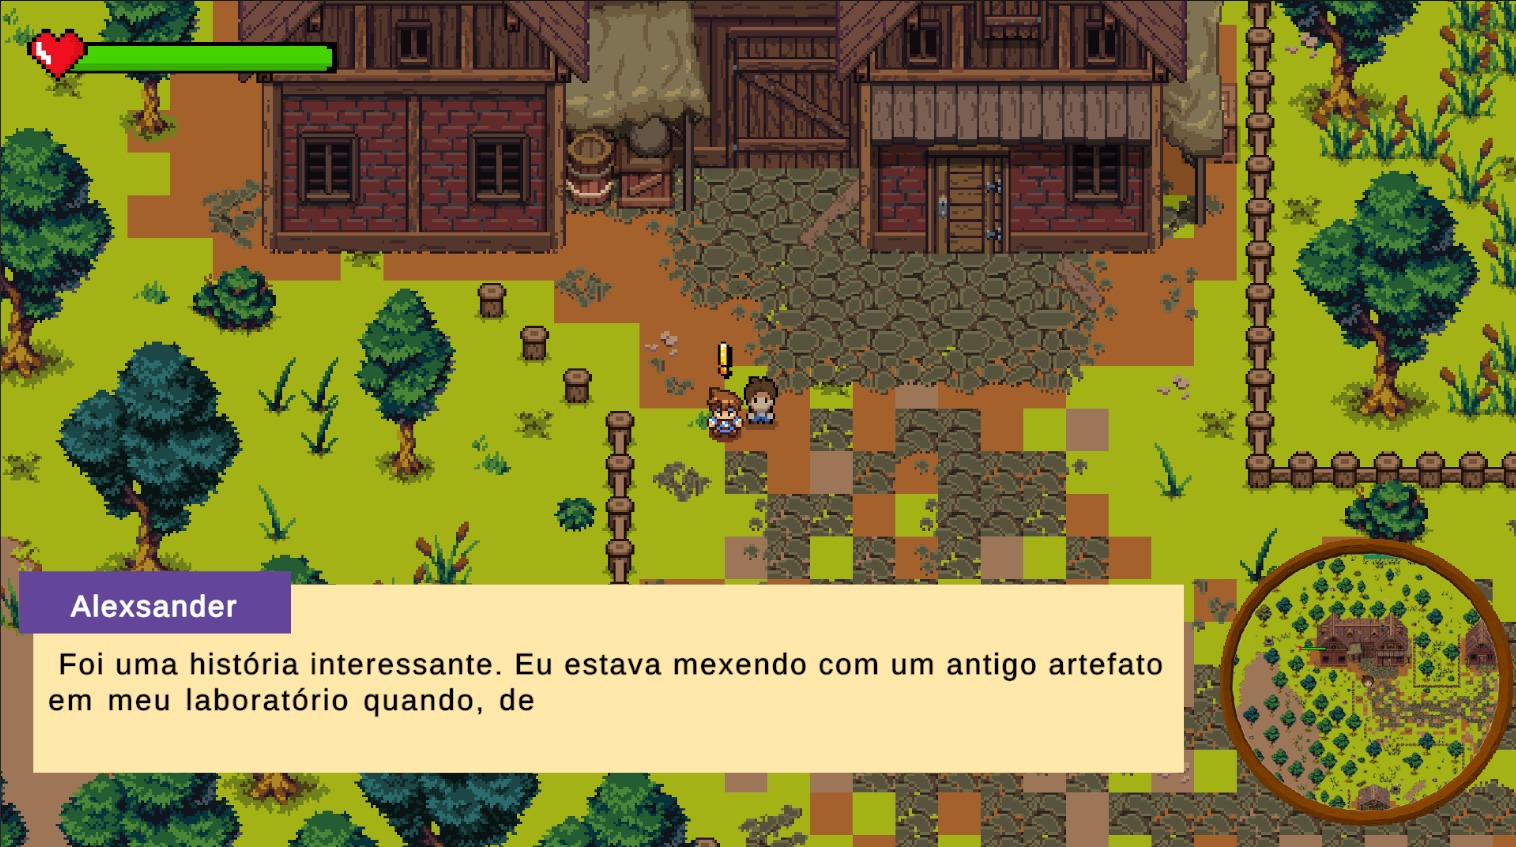 Alexsander
Foi uma história interessante. Eu estava mexendo com um antigo artefato
em meu laboratório quando, de